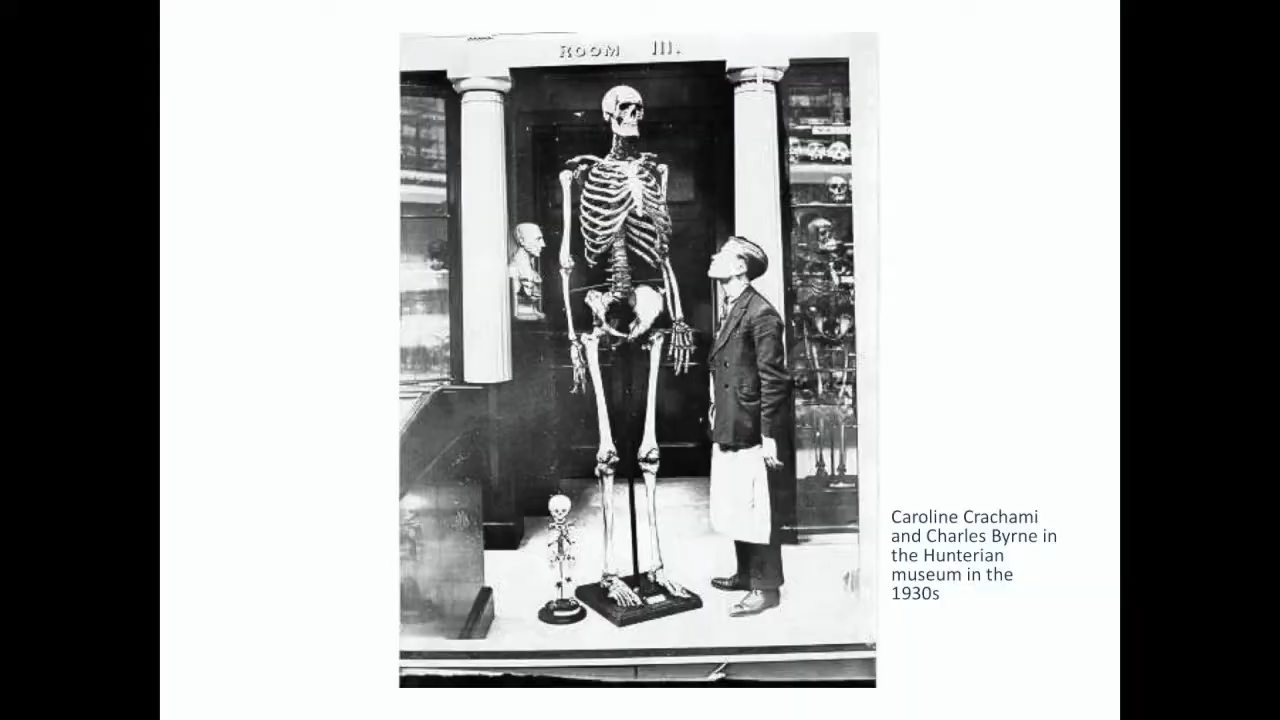 ROOM III.
Caroline Crachami
and Charles Byrne in
the Hunterian
museum in the
1930s